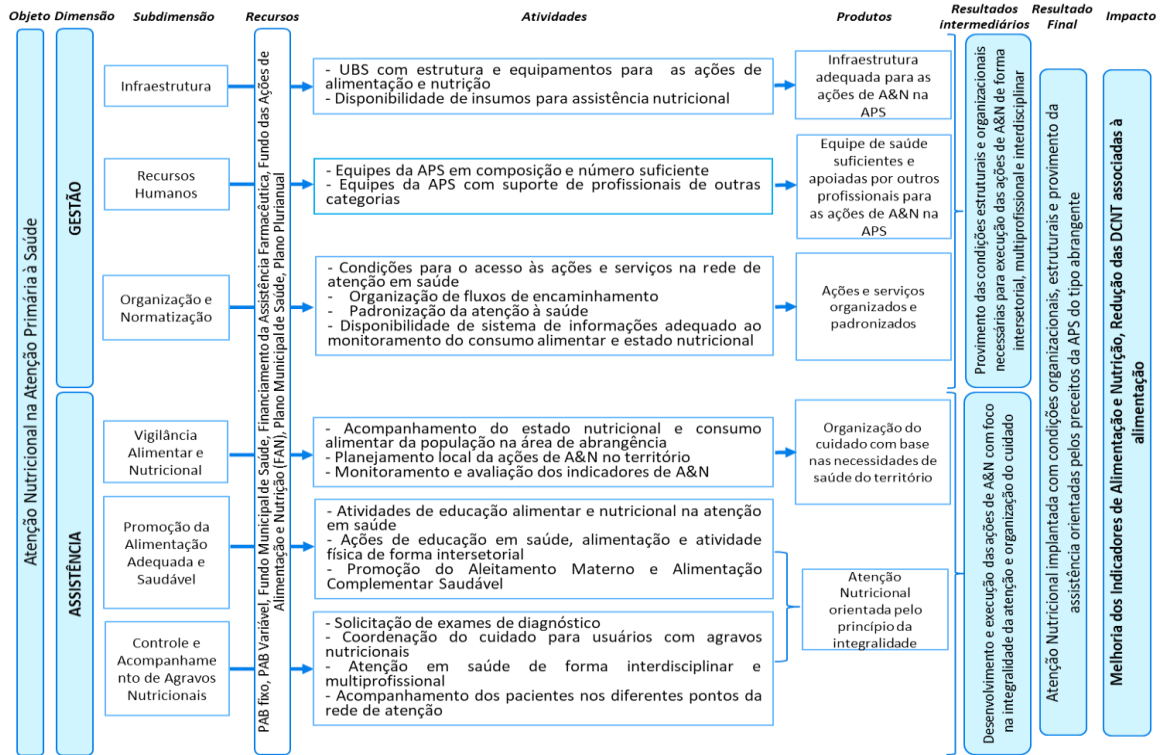 Objeto
Dimensão
Subdimensão
Recursos
Atividades
Produtos
Resultados
intermediários
Resultado
Final
Impacto
Atenção Nutricional na Atenção Primária à Saúde
GESTÃO
ASSISTÊNCIA
PAB fixo, PAB Variável, Fundo Municipal de Saúde, Financiamento da Assistência Farmacêutica, Fundo das Ações de
Alimentação e Nutrição (FAN), Plano Municipal de Saúde, Plano Plurianual
Infraestrutura
- UBS com estrutura e equipamentos para as ações de
alimentação e nutrição
- Disponibilidade de insumos para assistência nutricional
Infraestrutura
adequada para as
ações de A&N na
APS
Recursos
Humanos
- Equipes da APS em composição e número suficiente
- Equipes da APS com suporte de profissionais de outras
categorias
Equipe de saúde
suficientes e
apoiadas por outros
profissionais para
as ações de A&N na
APS
Organização e
Normatização
- Condições para o acesso às ações e serviços na rede de
atenção em saúde
- Organização de fluxos de encaminhamento
- Padronização da atenção à saúde
- Disponibilidade de sistema de informações adequado ao
monitoramento do consumo alimentar e estado nutricional
Ações e serviços
organizados e
padronizados
Vigilância
Alimentar e
Nutricional
- Acompanhamento do estado nutricional e consumo
alimentar da população na área de abrangência
- Planejamento local da ações de A&N no território
- Monitoramento e avaliação dos indicadores de A&N
Organização do
cuidado com base
nas necessidades de
saúde do território
Promoção da
Alimentação
Adequada e
Saudável
- Atividades de educação alimentar e nutricional na atenção
em saúde
- Ações de educação em saúde, alimentação e atividade
física de forma intersetorial
- Promoção do Aleitamento Materno e Alimentação
Complementar Saudável
Controle e
Acompanhame
nto de Agravos
Nutricionais
- Solicitação de exames de diagnóstico
- Coordenação do cuidado para usuários com agravos
nutricionais
- Atenção em saúde de forma interdisciplinar e
multiprofissional
- Acompanhamento dos pacientes nos diferentes pontos da
rede de atenção
Atenção
Nutricional
orientada pelo
princípio da
integralidade
Provimento das condições estruturais e organizacionais
necessárias para execução das ações de A&N de forma
intersetorial, multiprofissional e interdisciplinar
Desenvolvimento e execução das ações de A&N com foco
na integralidade da atenção e organização do cuidado
Atenção Nutricional implantada com condições organizacionais, estruturais e provimento da
assistência orientadas pelos preceitos da APS do tipo abrangente
Melhoria dos Indicadores de Alimentação e Nutrição, Redução das DCNT associadas à
alimentação